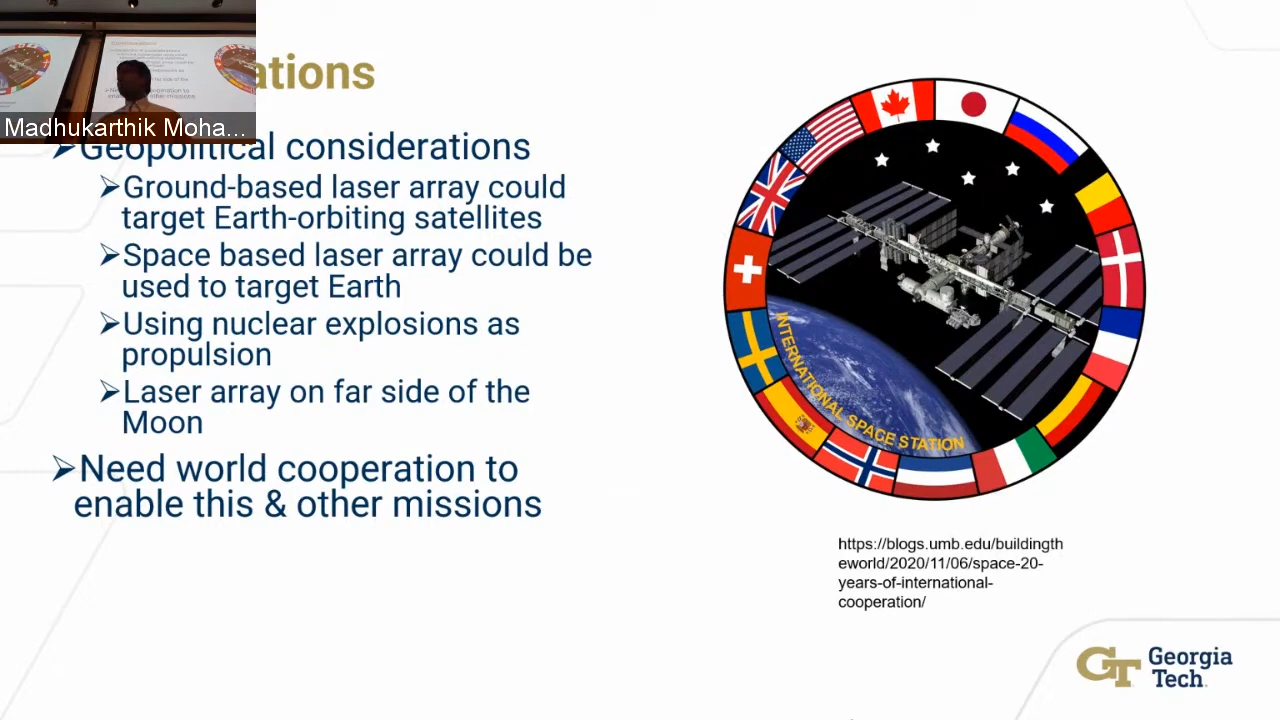 ations
Madhukarthik Moha...
➢Geopolitical considerations
➢Ground-based laser array could
target Earth-orbiting satellites
➢Space based laser array could be
used to target Earth
➢Using nuclear explosions as
propulsion
➢Laser array on far side of the
Moon
➢Need world cooperation to
enable this & other missions
INTERNATIONAL SPACE STATION
https://blogs.umb.edu/buildingth
eworld/2020/11/06/space-20-
years-of-international-
cooperation/
GT Georgia
Tech